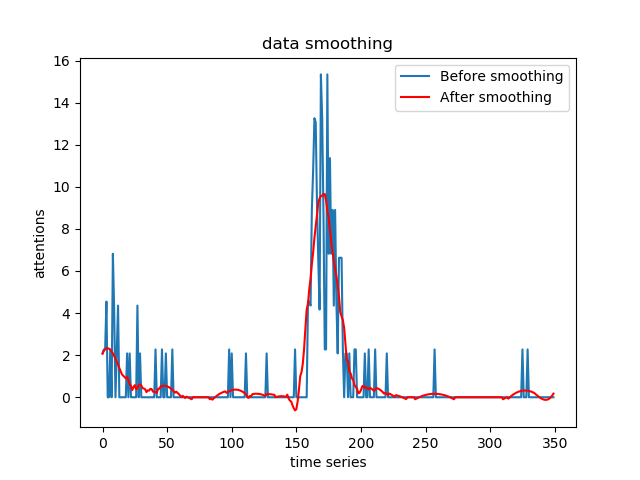 data smoothing
Before smoothing
After smoothing
16
14
12
10
8
6
4
2
0
attentions
0 50 100 150 200 250 300 350
time series